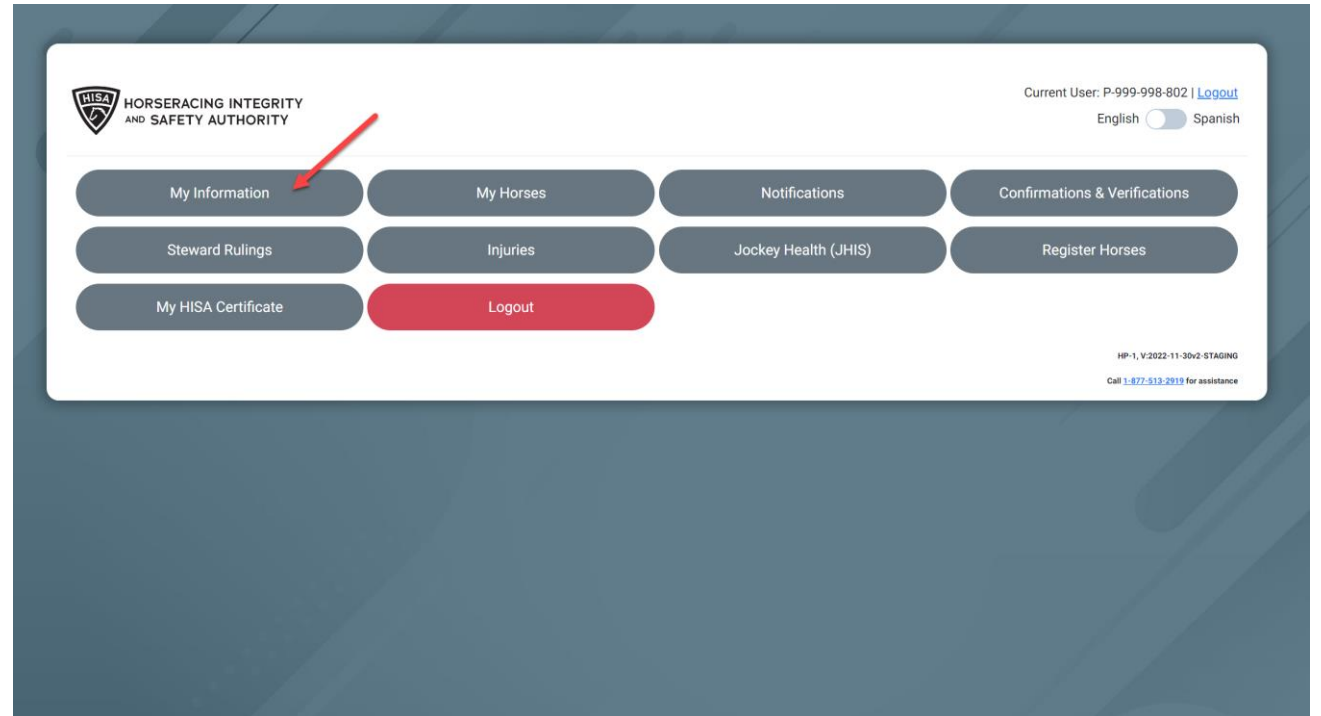 HISA
HORSERACING INTEGRITY
AND SAFETY AUTHORITY
Current User: P-999-998-802 | Logout
English Spanish
My Information
My Horses
Notifications
Confirmations & Verifications
Steward Rulings
Injuries
Jockey Health (JHIS)
Register Horses
My HISA Certificate
Logout
HP-1, V:2022-11-30v2-STAGING
Call 1-877-513-2919 for assistance